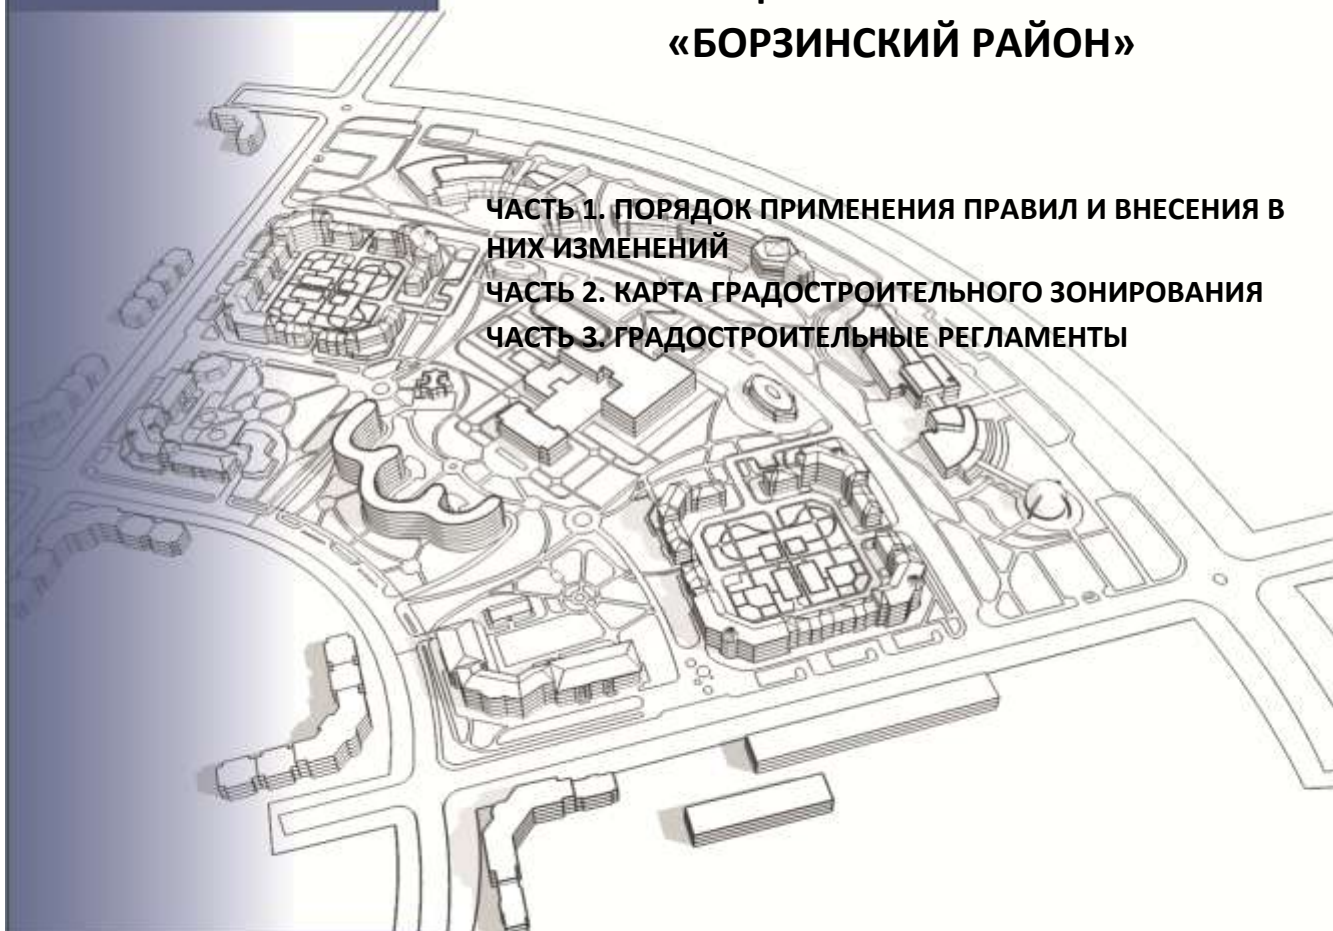 «БОРЗИНСКИЙ РАЙОН»
ЧАСТЬ 1. ПОРЯДОК ПРИМЕНЕНИЯ ПРАВИЛ И ВНЕСЕНИЯ В
НИХ ИЗМЕНЕНИЙ
ЧАСТЬ 2. КАРТА ГРАДОСТРОИТЕЛЬНОГО ЗОНИРОВАНИЯ
ЧАСТЬ 3. ГРАДОСТРОИТЕЛЬНЫЕ РЕГЛАМЕНТЫ